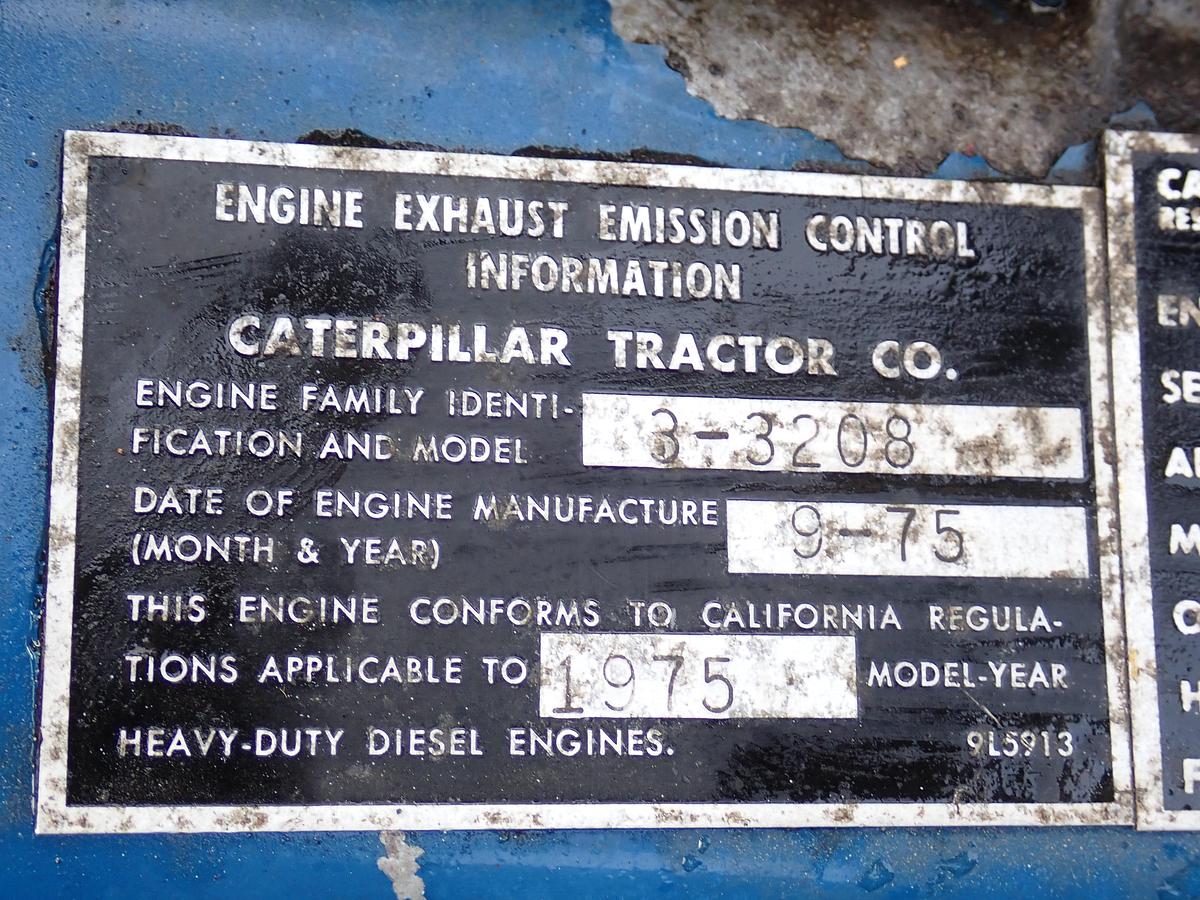 ENGINE EXHAUST EMISSION CONTROL
INFORMATION
CATERPILLAR TRACTOR CO.
ENGINE FAMILY IDENTI-
FICATION AND MODEL 3-3208
DATE OF ENGINE MANUFACTURE
(MONTH & YEAR) 9-75
THIS ENGINE CONFORMS TO CALIFORNIA REGULA-
TIONS APPLICABLE TO 1975 MODEL-YEAR
HEAVY-DUTY DIESEL ENGINES. 9L5913